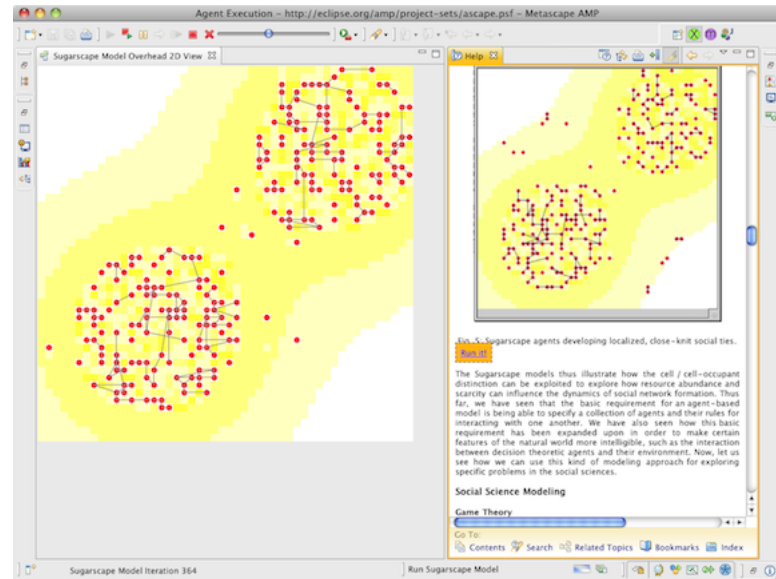 Agent Execution – http://eclipse.org/amp/project-sets/ascape.psf – Metascape AMP
Sugarscape Model Overhead 2D View
Help
Fig. 5. Sugarscape agents developing localized, close-knit social ties.
Run it!
The Sugarscape models thus illustrate how the cell / cell-occupant
distinction can be exploited to explore how resource abundance and
scarcity can influence the dynamics of social network formation. Thus
far, we have seen that the basic requirement for an agent-based
model is being able to specify a collection of agents and their rules for
interacting with one another. We have also seen how this basic
requirement has been expanded upon in order to make certain
features of the natural world more intelligible, such as the interaction
between decision theoretic agents and their environment. Now, let us
see how we can use this kind of modeling approach for exploring
specific problems in the social sciences.
Social Science Modeling
Game Theory
Go To:
Contents Search Related Topics Bookmarks Index
Sugarscape Model Iteration 364
Run Sugarscape Model